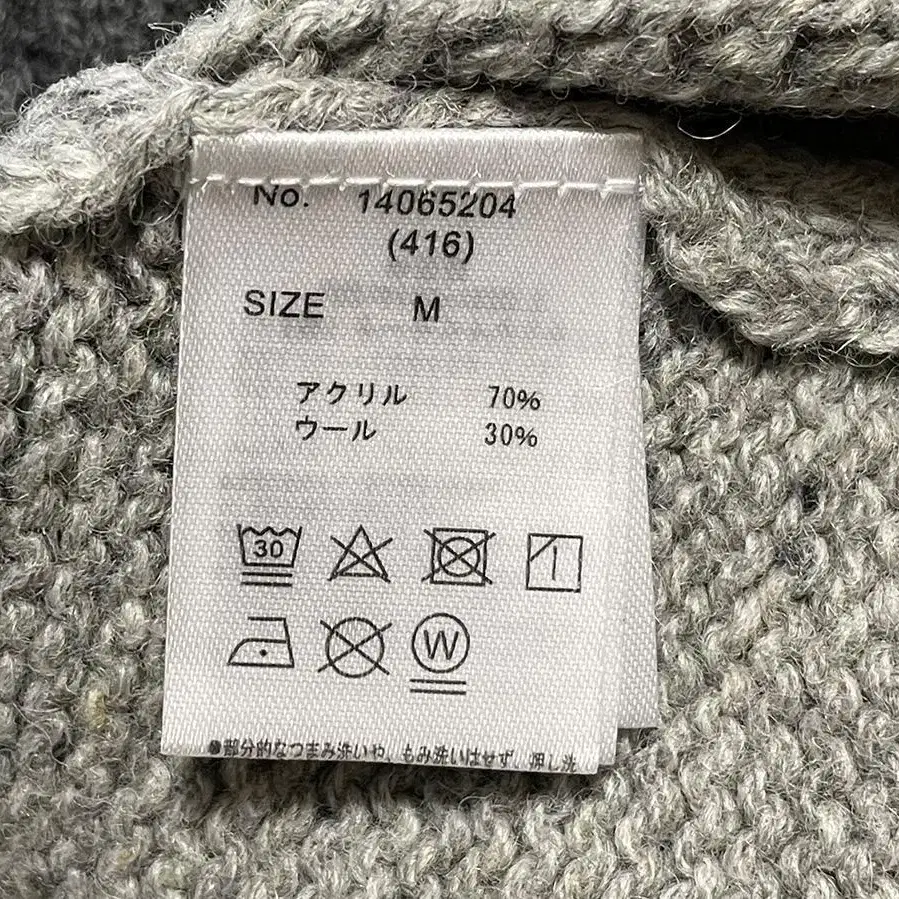 No. 14065204
(416)
SIZE M
アクリル 70%
ウール 30%
30
W
●部分的なつまみ洗いや、もみ洗いはせず、押し洗